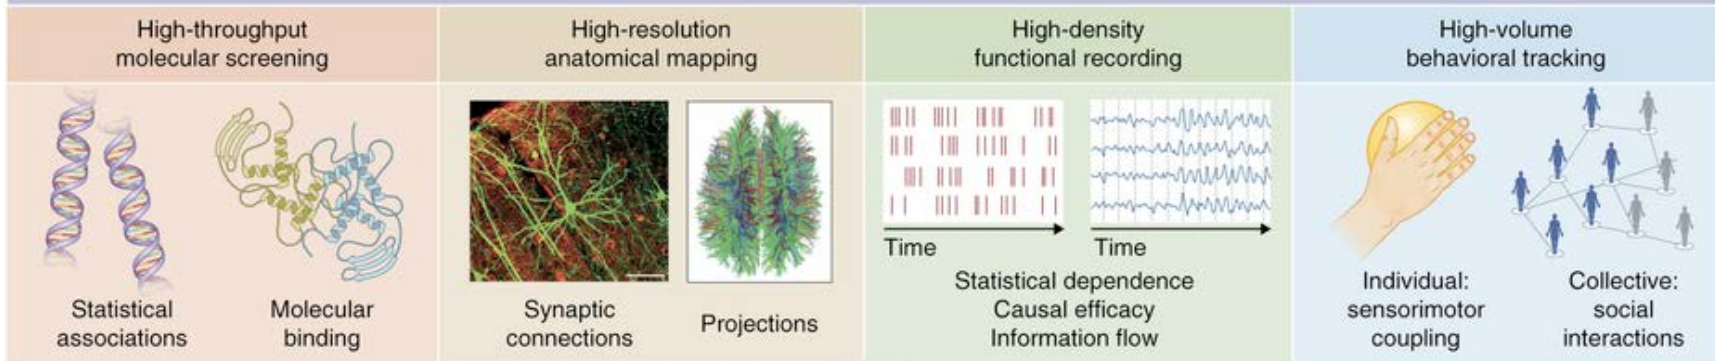 High-throughput
molecular screening
High-resolution
anatomical mapping
High-density
functional recording
High-volume
behavioral tracking
Statistical
associations
Molecular
binding
Synaptic
connections
Projections
Time
Time
Statistical dependence
Causal efficacy
Information flow
Individual:
sensorimotor
coupling
Collective:
social
interactions